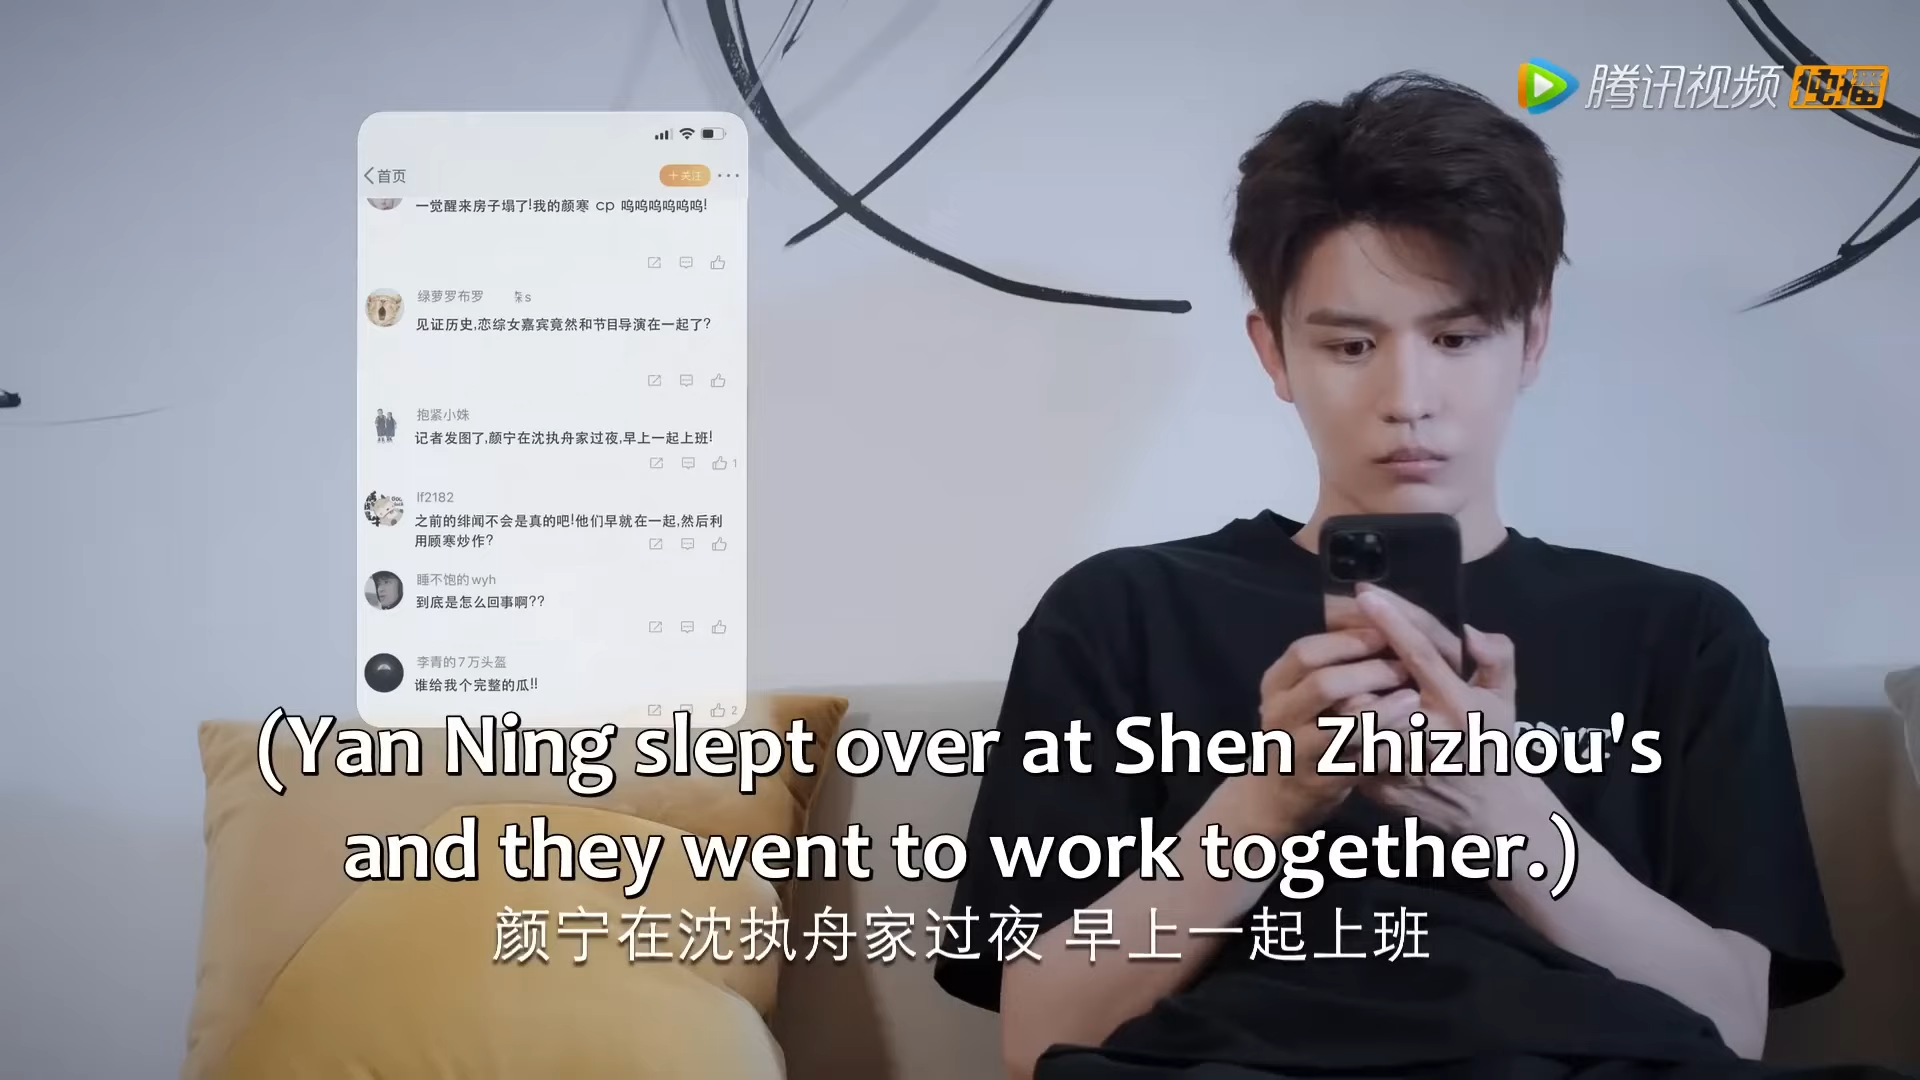 腾讯视频 独播
首页
+关注
一觉醒来房子塌了!我的颜寒 cp 呜呜呜呜呜呜!
绿萝罗布罗
s
见证历史,恋综女嘉宾竟然和节目导演在一起了?
抱紧小姝
记者发图了,颜宁在沈执舟家过夜,早上一起上班!
1
lf2182
之前的绯闻不会是真的吧!他们早就在一起,然后利
用顾寒炒作?
睡不饱的wyh
到底是怎么回事啊??
李青的7万头盔
谁给我个完整的瓜!!
2
(Yan Ning slept over at Shen Zhizhou's
and they went to work together.)
颜宁在沈执舟家过夜 早上一起上班